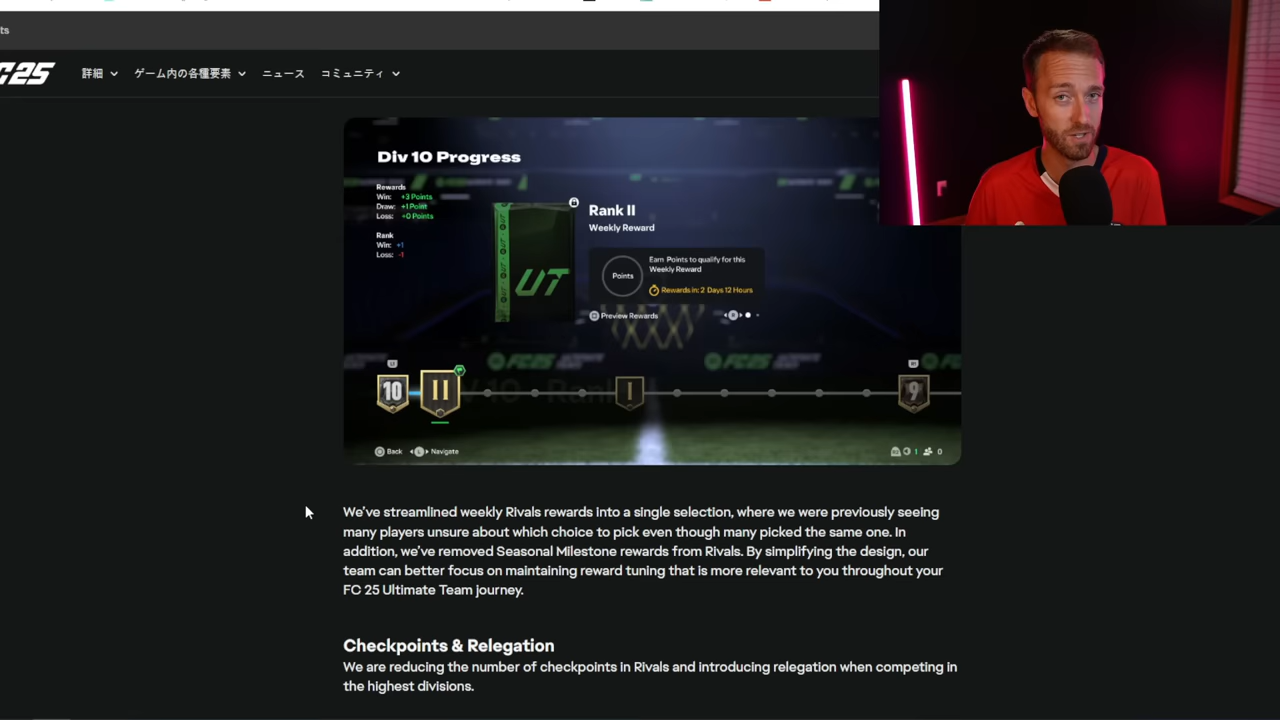 ts
FC25
詳細
ゲーム内の各種要素
ニュース
コミュニティ
Div 10 Progress
Rewards
Win: +3 Points
Draw: +1 Point
Loss: +0 Points
Rank
Win: +1
Loss: -1
UT
Rank II
Weekly Reward
Points
Earn Points to qualify for this
Weekly Reward
Rewards in: 2 Days 12 Hours
Preview Rewards
R
10
II
I
9
FC25
FC25
Back
Navigate
1
0
We've streamlined weekly Rivals rewards into a single selection, where we were previously seeing
many players unsure about which choice to pick even though many picked the same one. In
addition, we've removed Seasonal Milestone rewards from Rivals. By simplifying the design, our
team can better focus on maintaining reward tuning that is more relevant to you throughout your
FC 25 Ultimate Team journey.
Checkpoints & Relegation
We are reducing the number of checkpoints in Rivals and introducing relegation when competing in
the highest divisions.